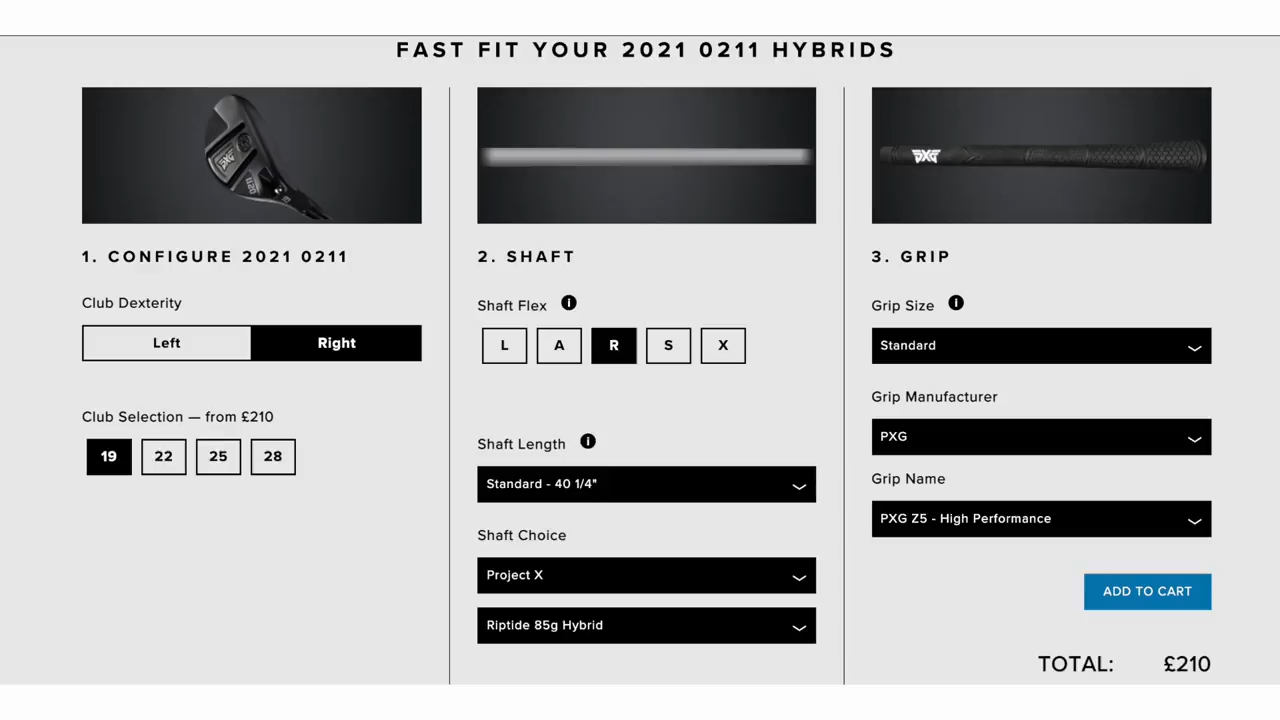 FAST FIT YOUR 2021 0211 HYBRIDS
PXG
0211
PXG
1. CONFIGURE 2021 0211
Club Dexterity
Left
Right
Club Selection — from £210
19
22
25
28
2. SHAFT
Shaft Flex i
L
A
R
S
X
Shaft Length i
Standard - 40 1/4"
Shaft Choice
Project X
Riptide 85g Hybrid
3. GRIP
Grip Size i
Standard
Grip Manufacturer
PXG
Grip Name
PXG Z5 - High Performance
ADD TO CART
TOTAL: £210